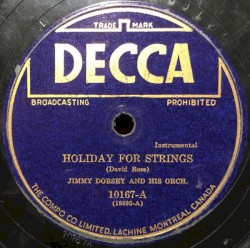 TRADE MARK
DECCA
BROADCASTING PROHIBITED
Instrumental
HOLIDAY FOR STRINGS
(David Rose)
JIMMY DORSEY AND HIS ORCH.
10167-A
(18593-A)
THE COMPO CO. LIMITED, LACHINE MONTREAL CANADA